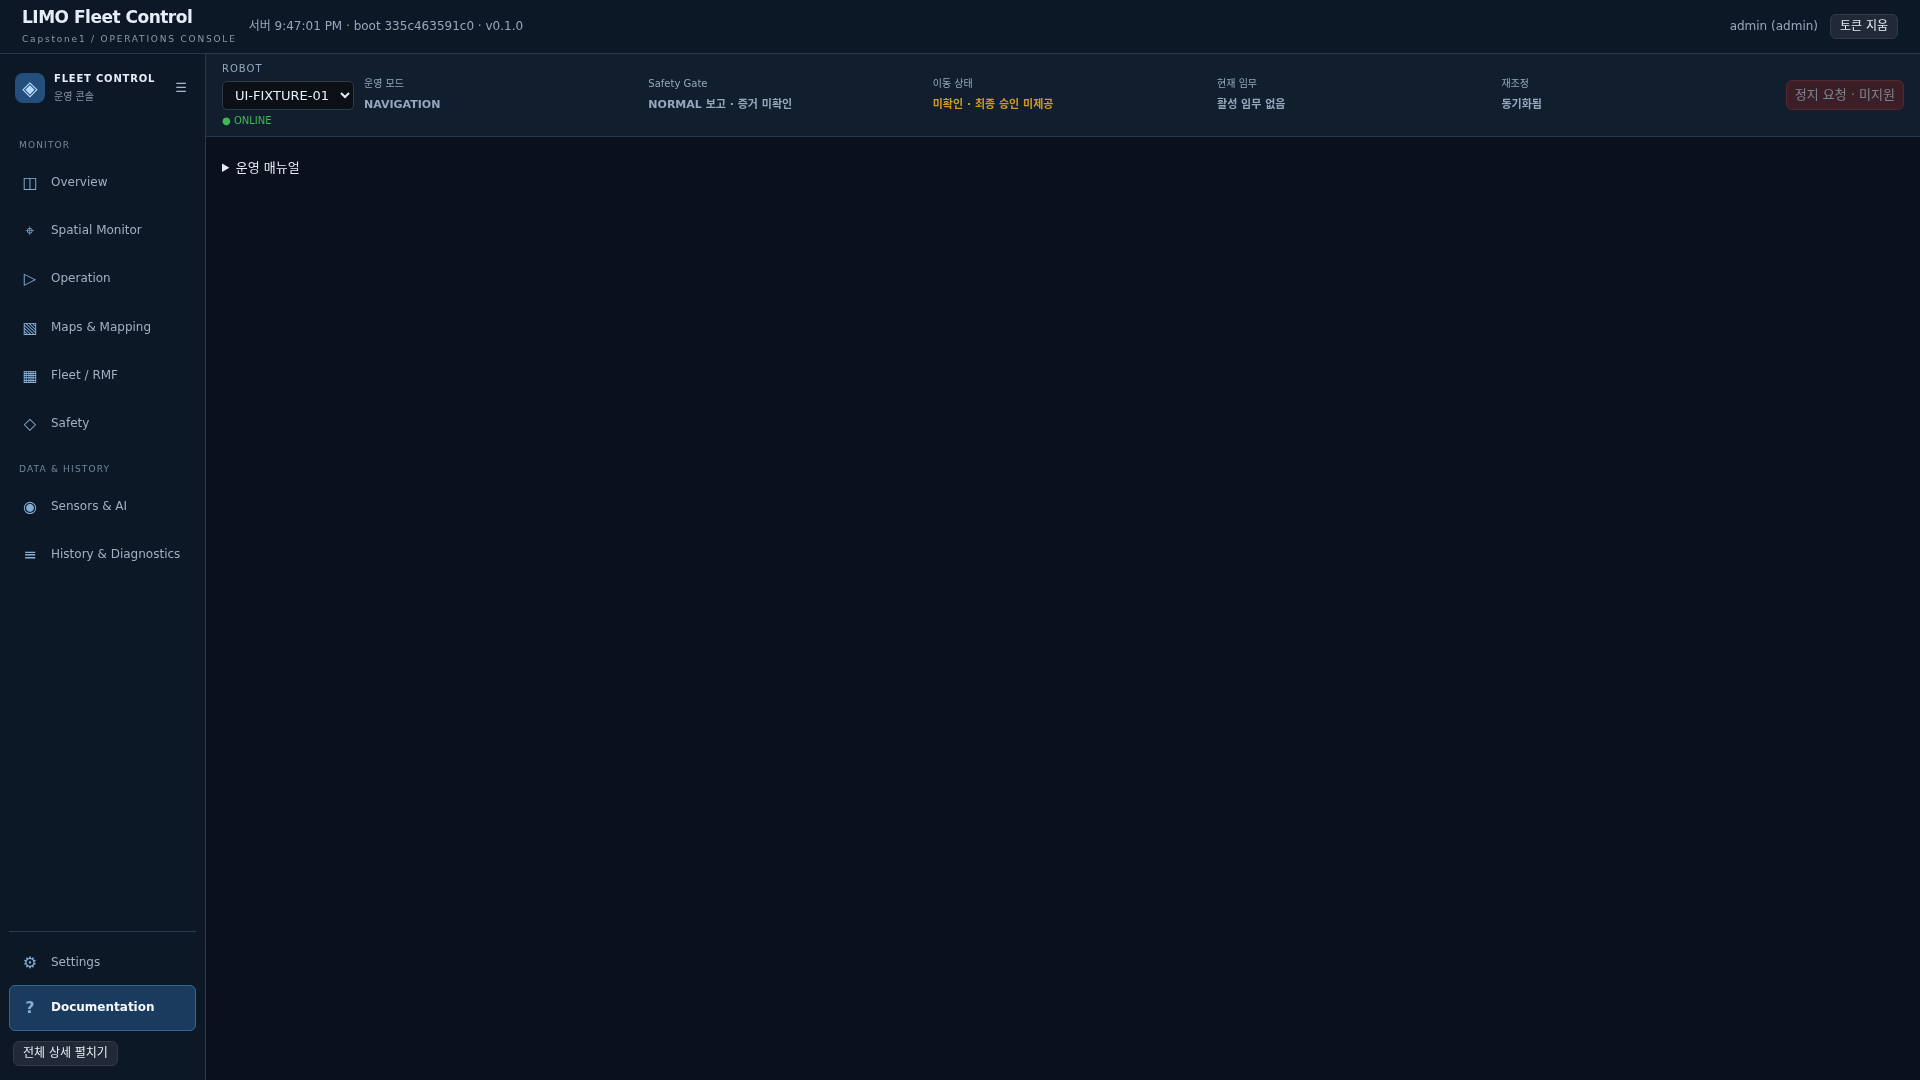 LIMO Fleet Control
Capstone1 / OPERATIONS CONSOLE
서버 9:47:01 PM · boot 335c463591c0 · v0.1.0
admin (admin)
토큰 지움
FLEET CONTROL
운영 콘솔
MONITOR
Overview
Spatial Monitor
Operation
Maps & Mapping
Fleet / RMF
Safety
DATA & HISTORY
Sensors & AI
History & Diagnostics
Settings
? Documentation
전체 상세 펼치기
ROBOT
UI-FIXTURE-01
● ONLINE
운영 모드
NAVIGATION
Safety Gate
NORMAL 보고 · 증거 미확인
이동 상태
미확인 · 최종 승인 미제공
현재 임무
활성 임무 없음
재조정
동기화됨
정지 요청 · 미지원
운영 매뉴얼